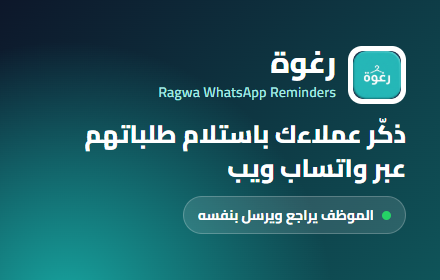 رغوة
رغوة
Ragwa WhatsApp Reminders
ذكّر عملاءك باستلام طلباتهم
عبر واتساب ويب
الموظف يراجع ويرسل بنفسه